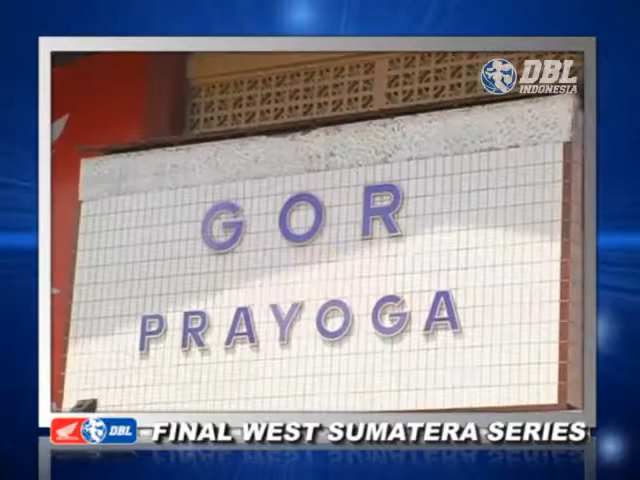 DBL
INDONESIA
GOR
PRAYOGA
DBL
FINAL WEST SUMATERA SERIES